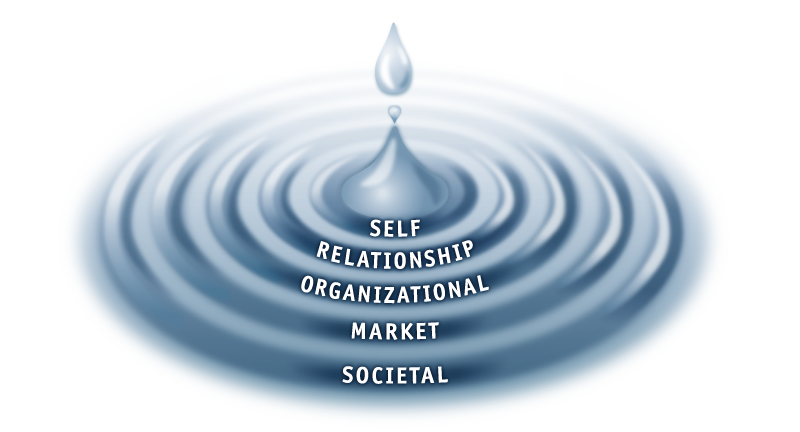 SELF
RELATIONSHIP
ORGANIZATIONAL
MARKET
SOCIETAL